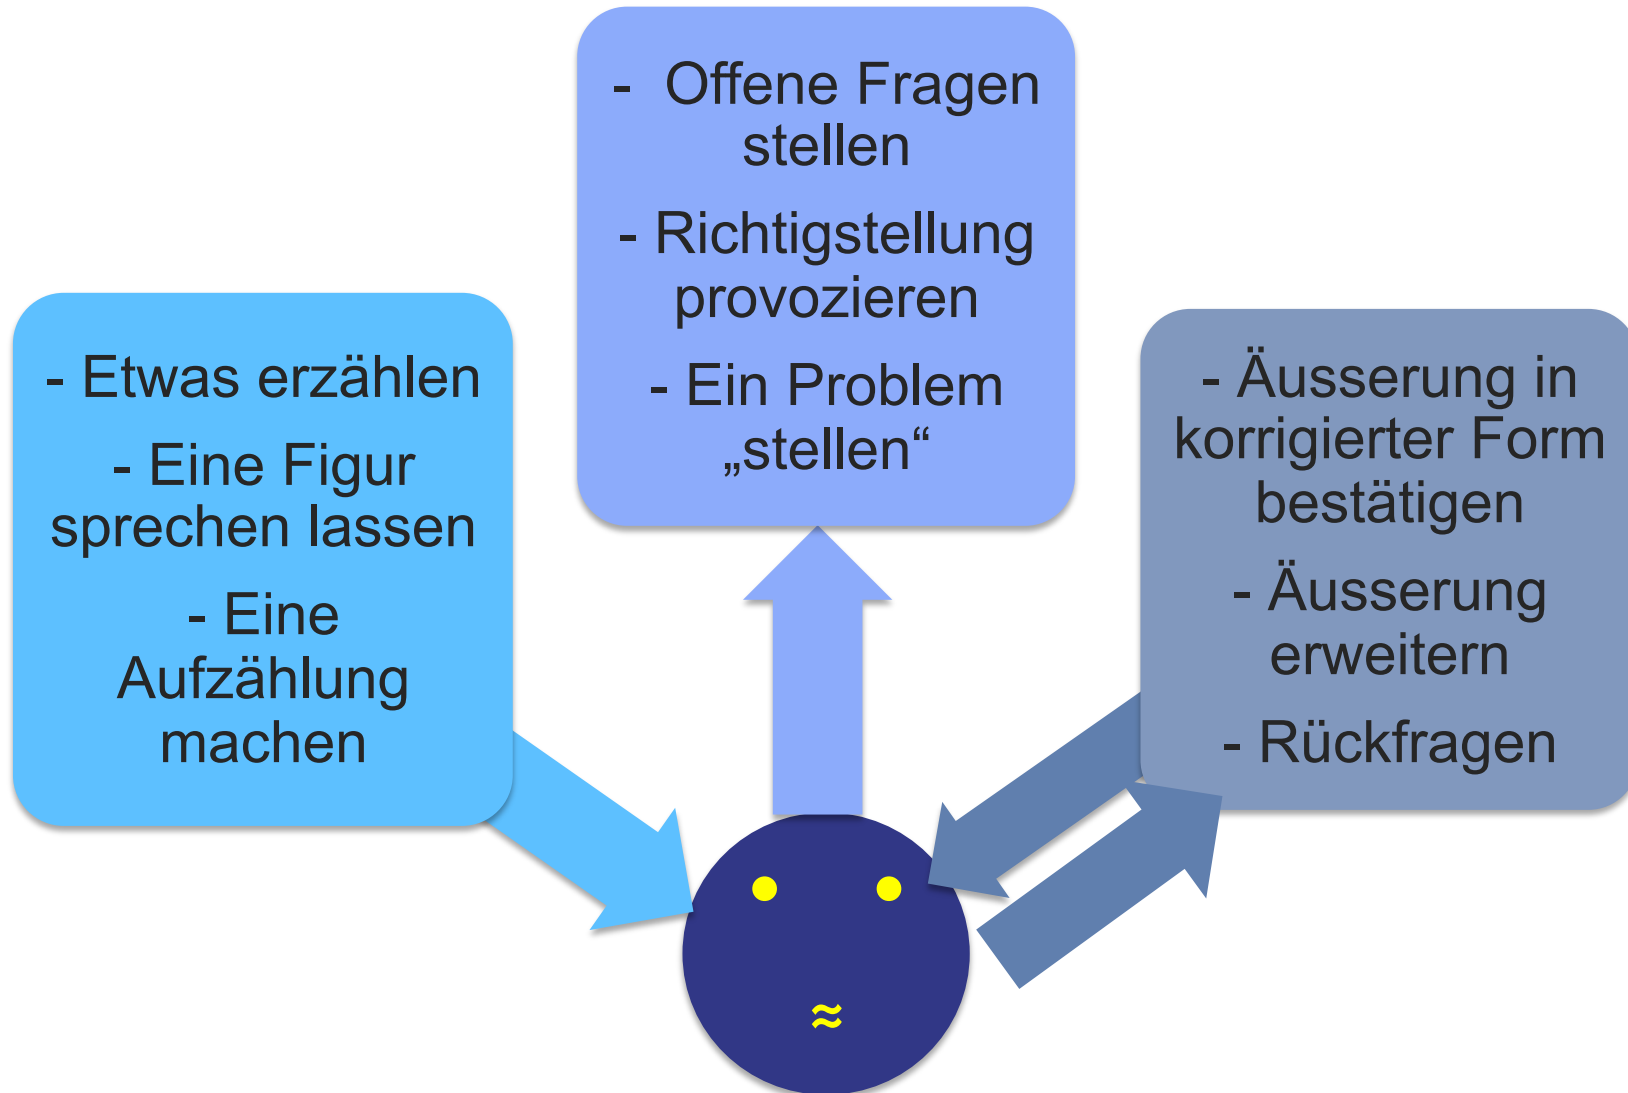 - Etwas erzählen
- Eine Figur
sprechen lassen
- Eine
Aufzählung
machen
- Offene Fragen
stellen
- Richtigstellung
provozieren
- Ein Problem
„stellen“
- Äusserung in
korrigierter Form
bestätigen
- Äusserung
erweitern
- Rückfragen
≈